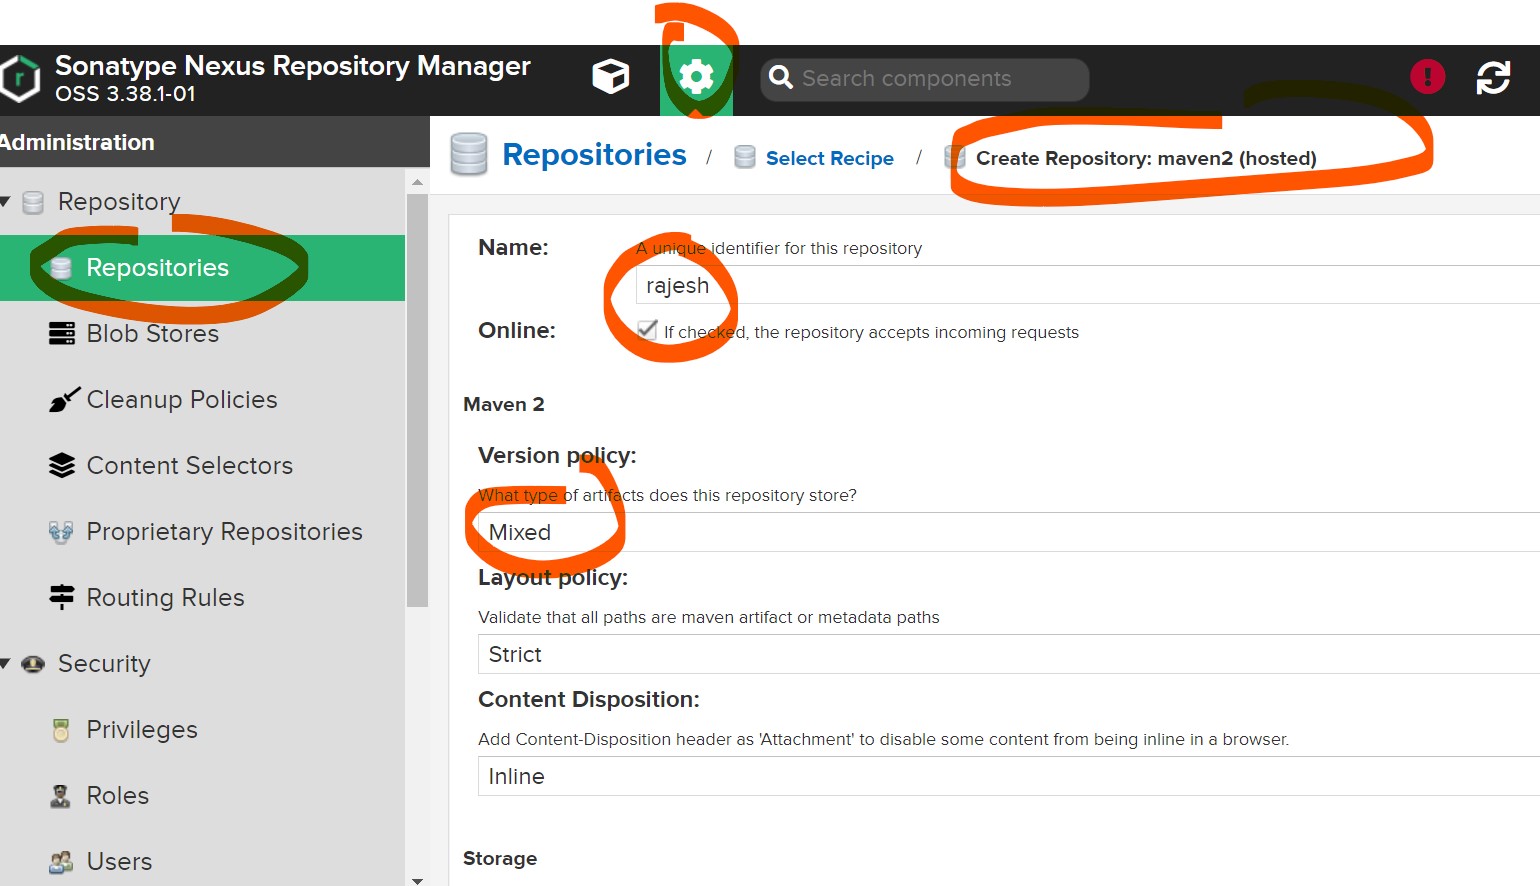 Sonatype Nexus Repository Manager
OSS 3.38.1-01
Search components
Administration
Repositories / Select Recipe / Create Repository: maven2 (hosted)
Repository
Repositories
Blob Stores
Cleanup Policies
Content Selectors
Proprietary Repositories
Routing Rules
Security
Privileges
Roles
Users
Name:
A unique identifier for this repository
rajesh
Online:
If checked, the repository accepts incoming requests
Maven 2
Version policy:
What type of artifacts does this repository store?
Mixed
Layout policy:
Validate that all paths are maven artifact or metadata paths
Strict
Content Disposition:
Add Content-Disposition header as 'Attachment' to disable some content from being inline in a browser.
Inline
Storage